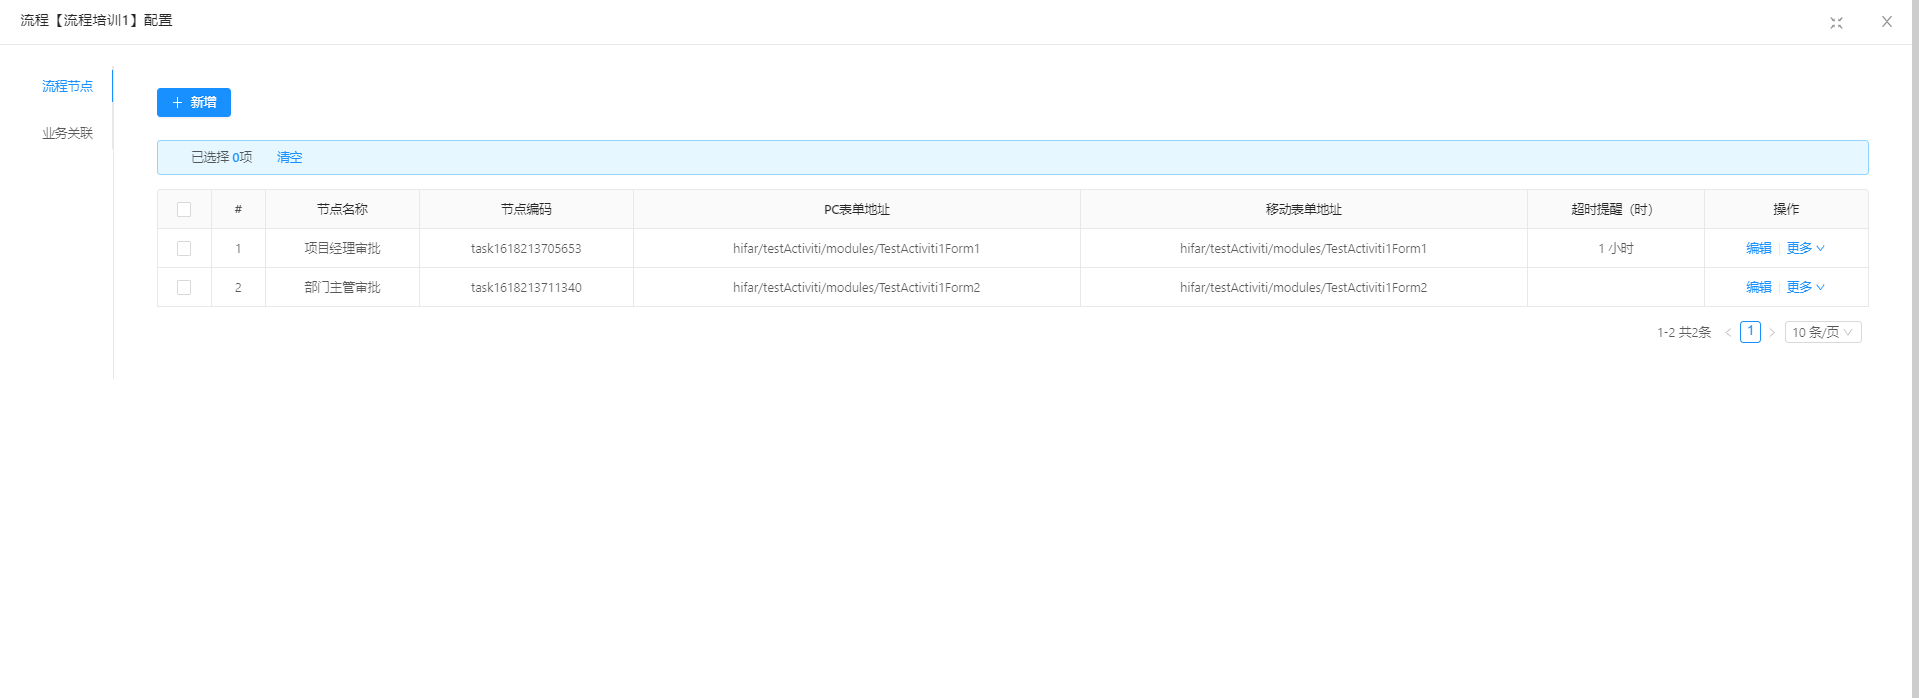 流程【流程培训1】配置
流程节点
业务关联
新增
已选择 0项 清空
# 节点名称 节点编码 PC表单地址 移动表单地址 超时提醒（时） 操作
1 项目经理审批 task1618213705653 hifar/testActiviti/modules/TestActiviti1Form1 hifar/testActiviti/modules/TestActiviti1Form1 1 小时 编辑 更多
2 部门主管审批 task1618213711340 hifar/testActiviti/modules/TestActiviti1Form2 hifar/testActiviti/modules/TestActiviti1Form2 编辑 更多
1-2 共2条 1 10 条/页